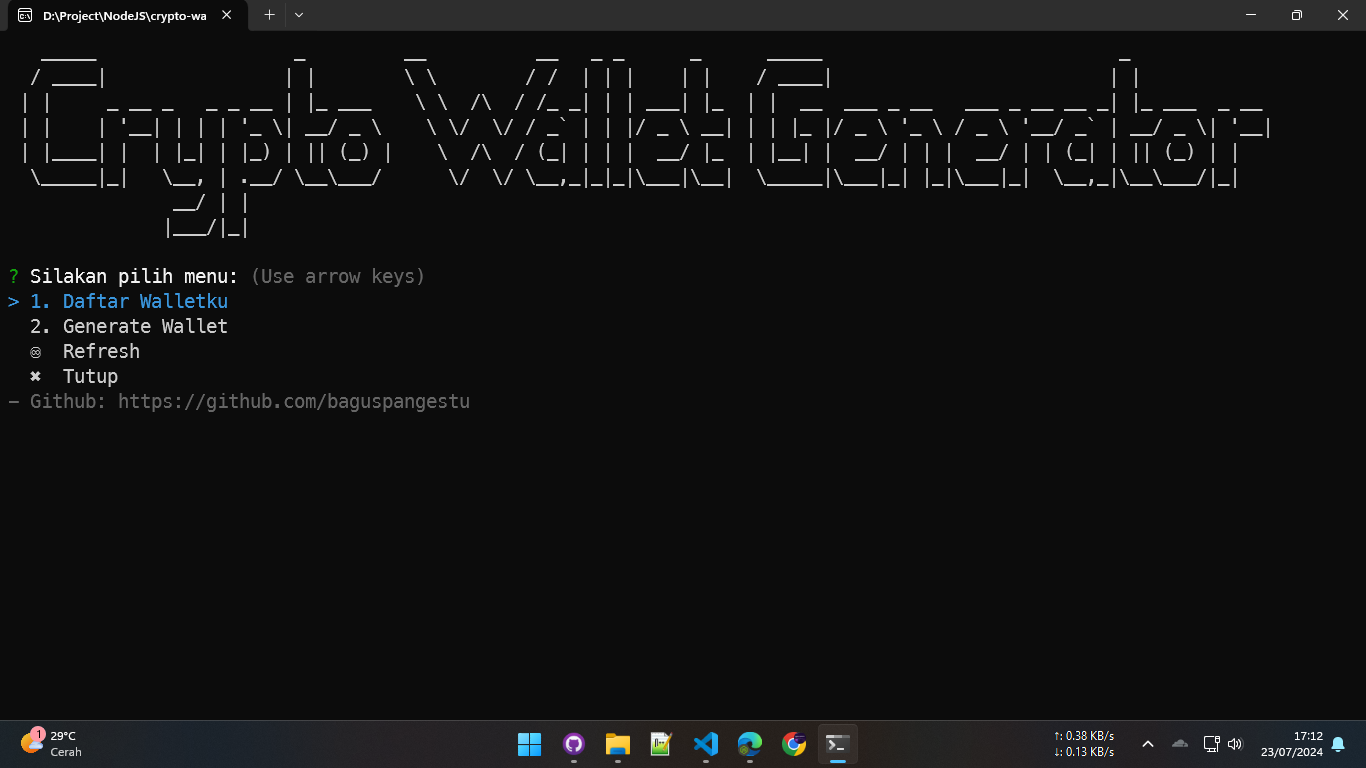 D:\Project\NodeJS\crypto-wa
Crypto Wallet Generator
? Silakan pilih menu: (Use arrow keys)
> 1. Daftar Walletku
2. Generate Wallet
♾ Refresh
✖ Tutup
- Github: https://github.com/baguspangestu
1
29°C
Cerah
↑: 0.38 KB/s
↓: 0.13 KB/s
17:12
23/07/2024